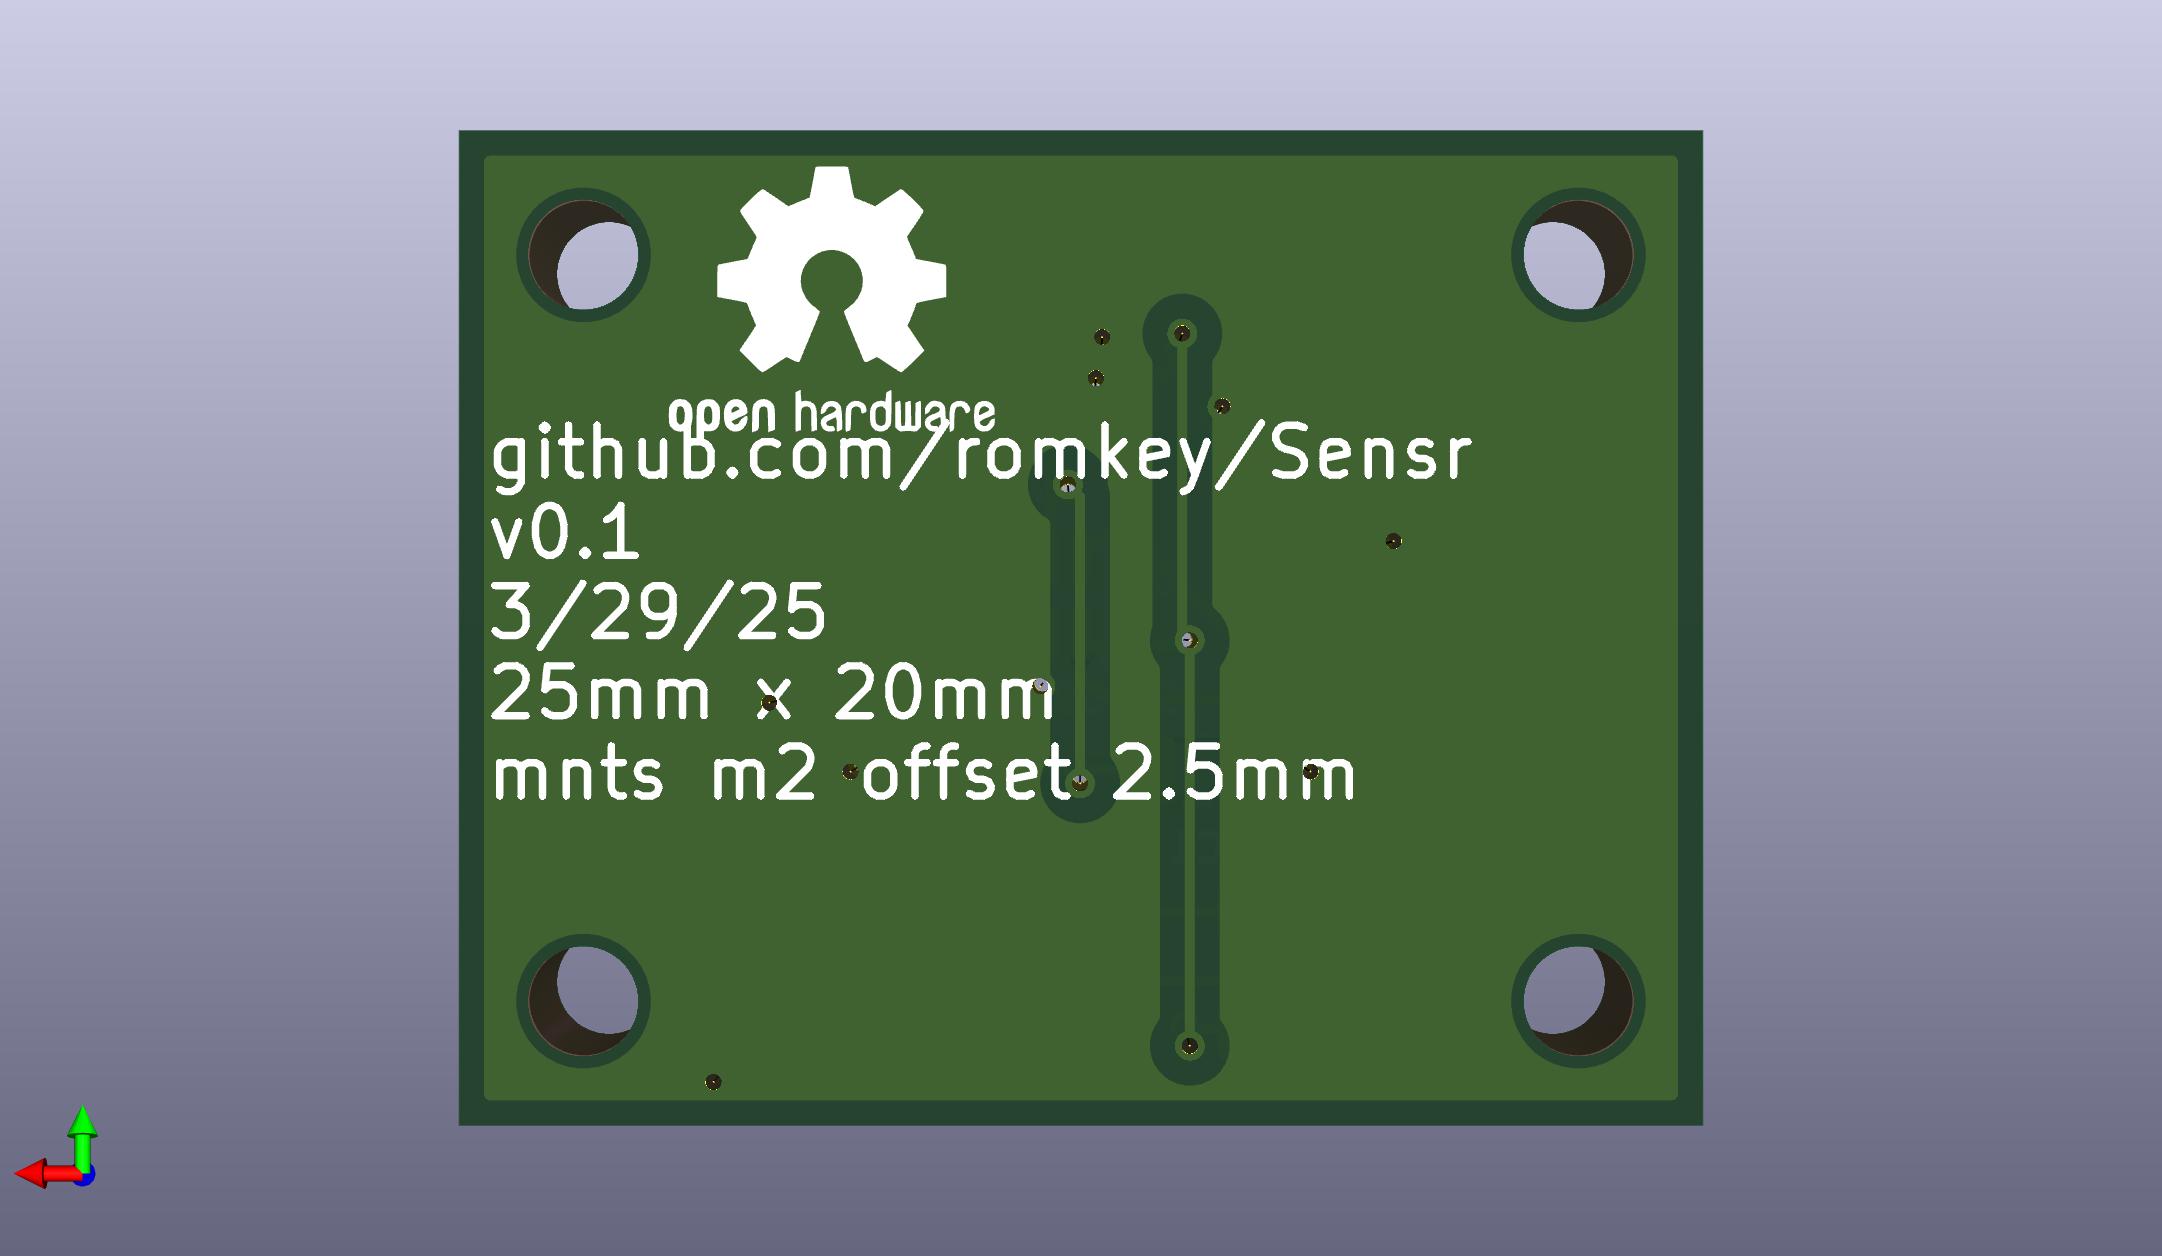 open hardware
github.com/romkey/Sensr
v0.1
3/29/25
25mm x 20mm
mnts m2 offset 2.5mm